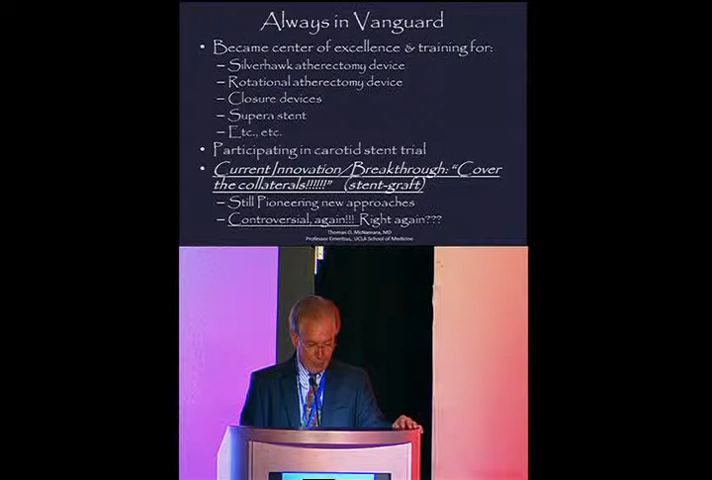 Always in Vanguard
• Became center of excellence & training for:
– Silverhawk atherectomy device
– Rotational atherectomy device
– Closure devices
– Supera stent
– Etc., etc.
• Participating in carotid stent trial
• Current Innovation/Breakthrough: "Cover
the collaterals!!!!!!" (stent-graft)
– Still Pioneering new approaches
– Controversial, again!!! Right again???
Thomas O. McNamara, MD
Professor Emeritus, UCLA School of Medicine